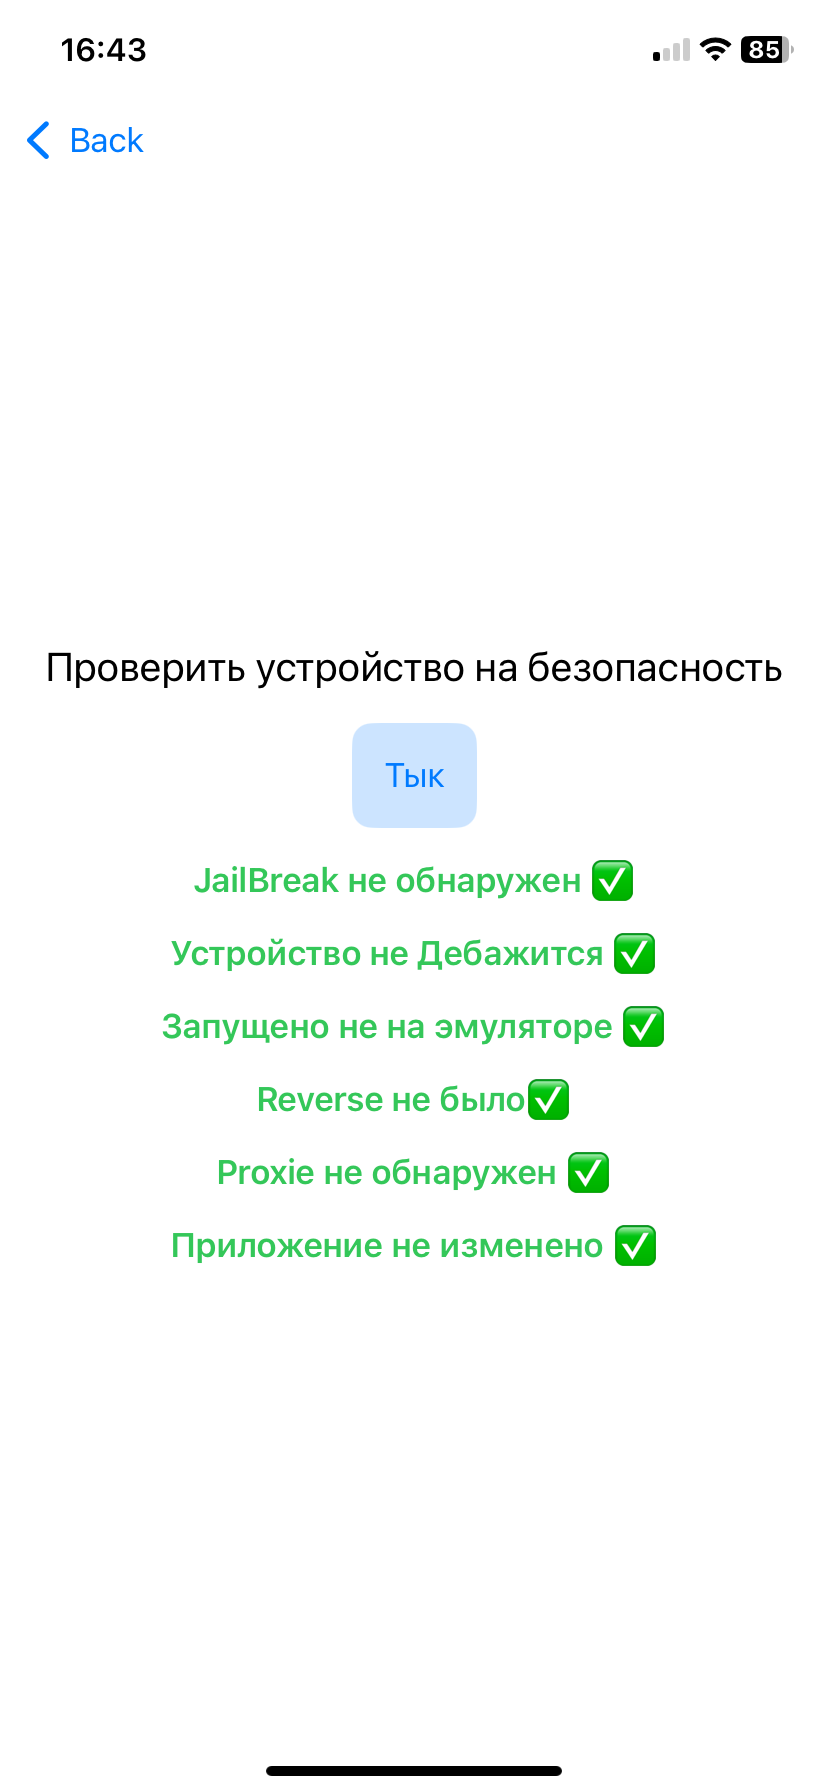 16:43
85
Back
Проверить устройство на безопасность
Тык
JailBreak не обнаружен ✅
Устройство не Дебажится ✅
Запущено не на эмуляторе ✅
Reverse не было✅
Proxie не обнаружен ✅
Приложение не изменено ✅